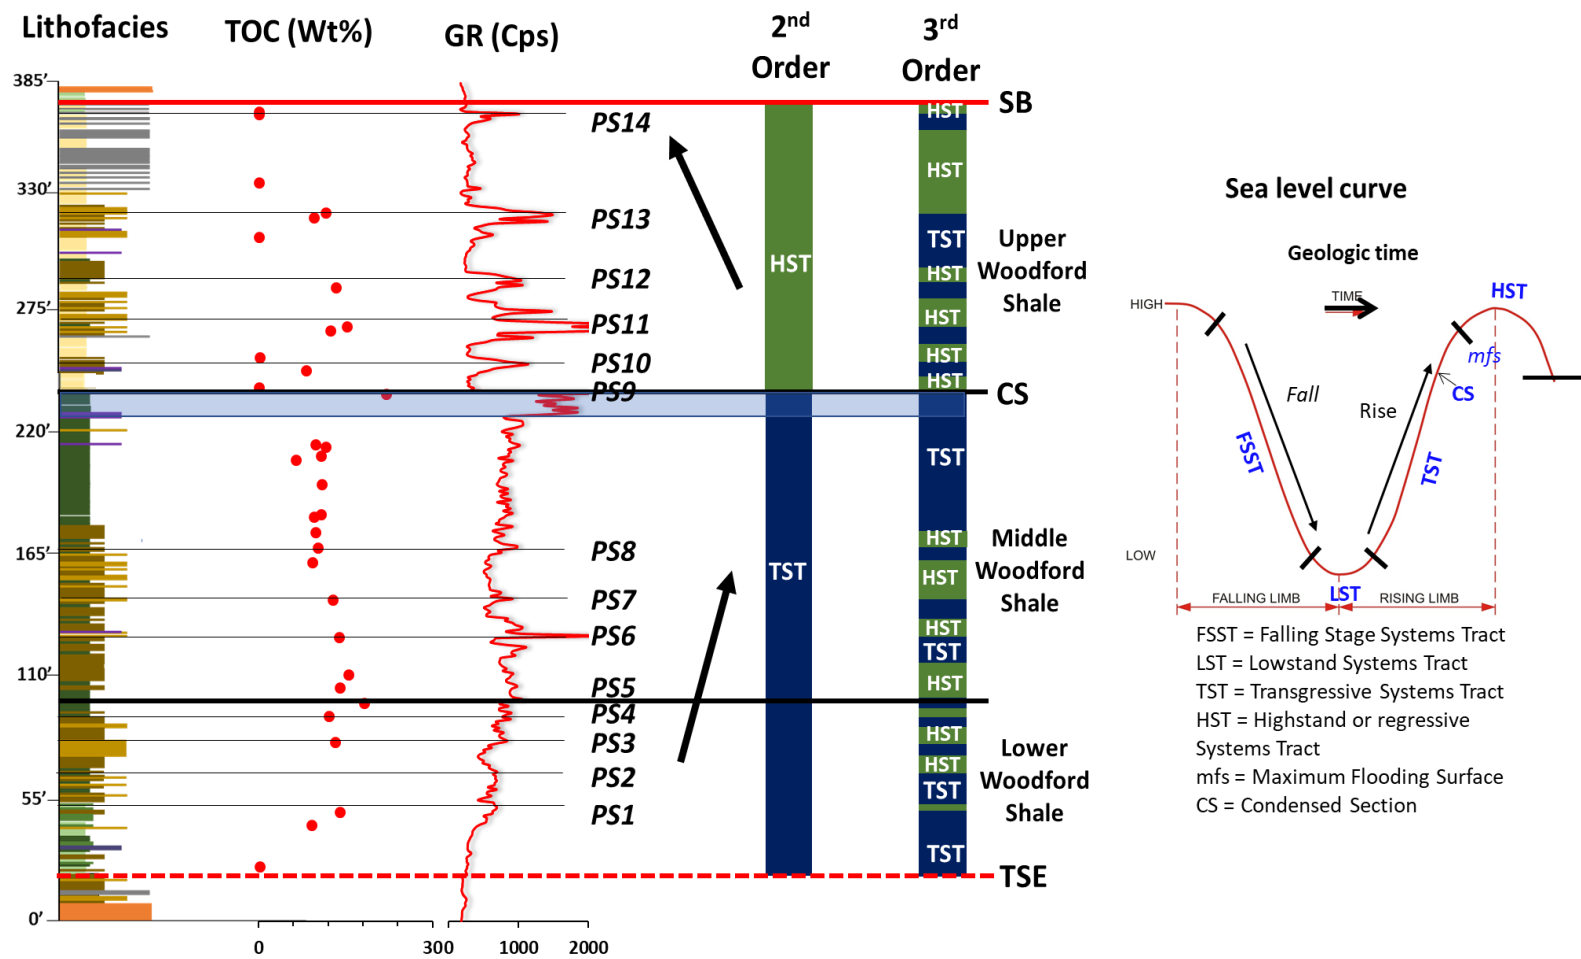 Lithofacies
TOC (Wt%)
GR (Cps)
2nd
Order
3rd
Order
385'
330'
275'
220'
165'
110'
55'
0'
0
300
0
1000
2000
PS14
PS13
PS12
PS11
PS10
PS9
PS8
PS7
PS6
PS5
PS4
PS3
PS2
PS1
HST
TST
HST
HST
TST
HST
HST
HST
HST
TST
HST
HST
HST
TST
HST
HST
HST
TST
TST
SB
CS
TSE
Upper
Woodford
Shale
Middle
Woodford
Shale
Lower
Woodford
Shale
Sea level curve
Geologic time
TIME
HIGH
LOW
HST
mfs
CS
Fall
Rise
FSST
TST
LST
FALLING LIMB
RISING LIMB
FSST = Falling Stage Systems Tract
LST = Lowstand Systems Tract
TST = Transgressive Systems Tract
HST = Highstand or regressive
Systems Tract
mfs = Maximum Flooding Surface
CS = Condensed Section